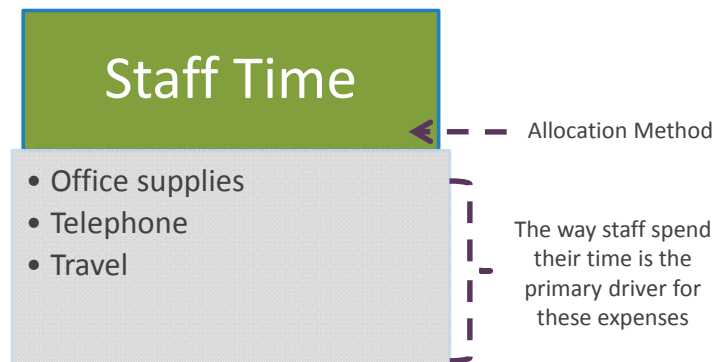 Staff Time
Allocation Method
• Office supplies
• Telephone
• Travel
The way staff spend
their time is the
primary driver for
these expenses